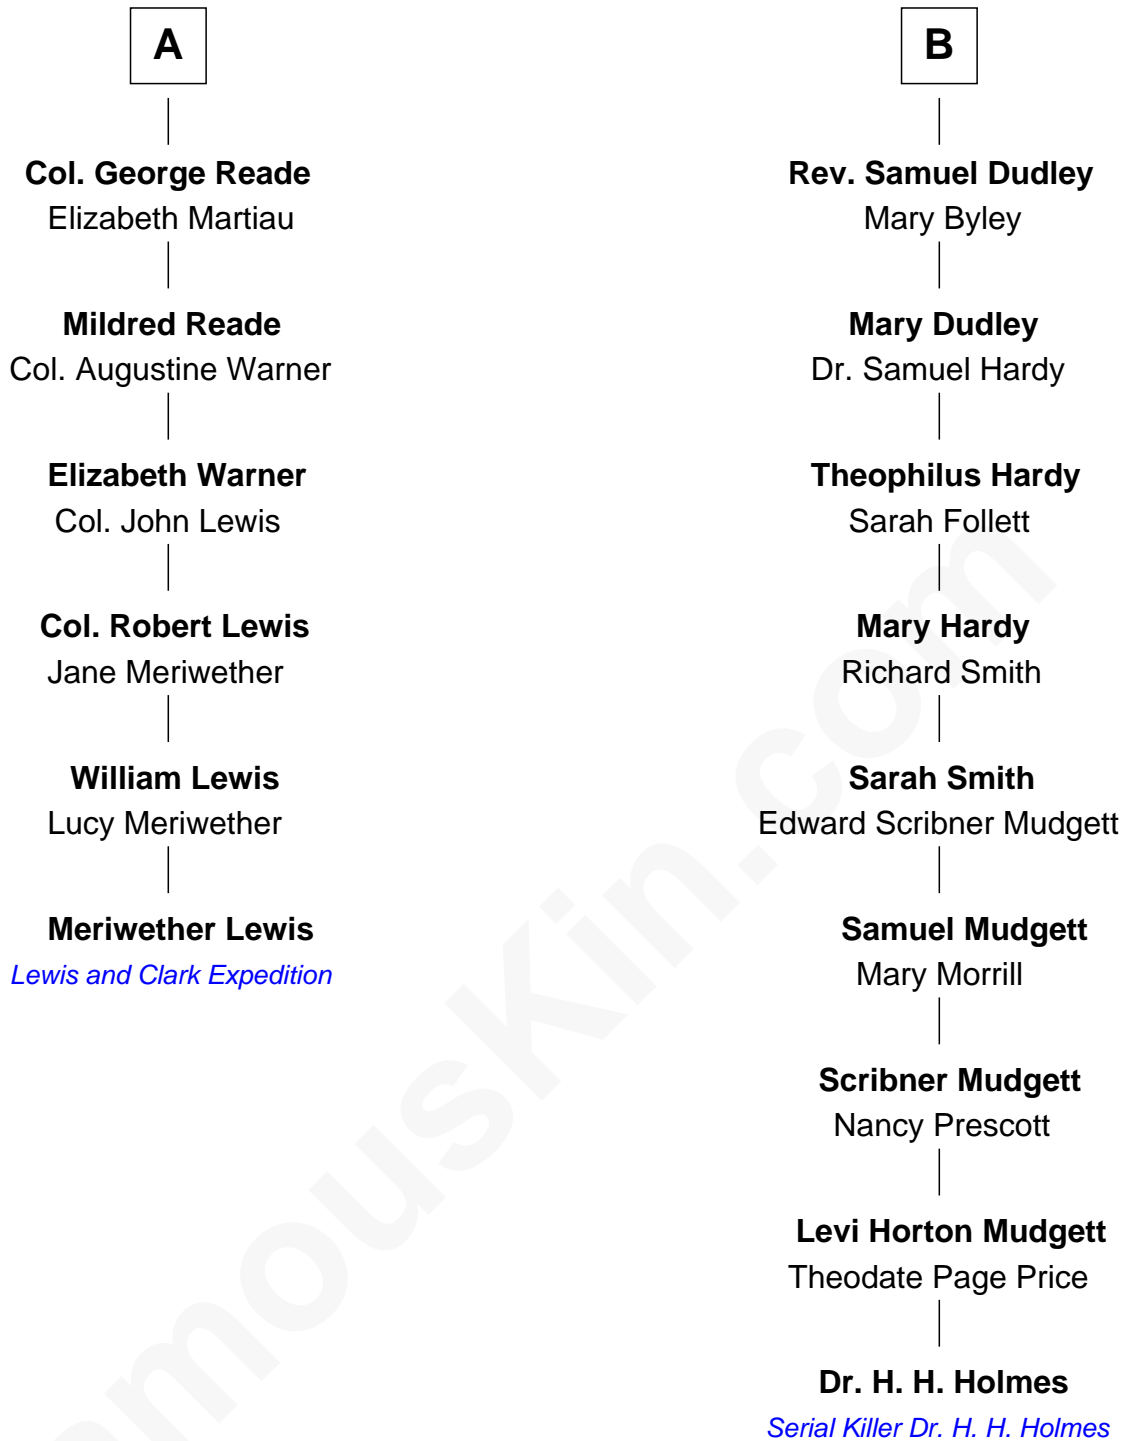 A
Col. George Reade
Elizabeth Martiau
Mildred Reade
Col. Augustine Warner
Elizabeth Warner
Col. John Lewis
Col. Robert Lewis
Jane Meriwether
William Lewis
Lucy Meriwether
Meriwether Lewis
Lewis and Clark Expedition
B
Rev. Samuel Dudley
Mary Byley
Mary Dudley
Dr. Samuel Hardy
Theophilus Hardy
Sarah Follett
Mary Hardy
Richard Smith
Sarah Smith
Edward Scribner Mudgett
Samuel Mudgett
Mary Morrill
Scribner Mudgett
Nancy Prescott
Levi Horton Mudgett
Theodate Page Price
Dr. H. H. Holmes
Serial Killer Dr. H. H. Holmes
mousKin.com